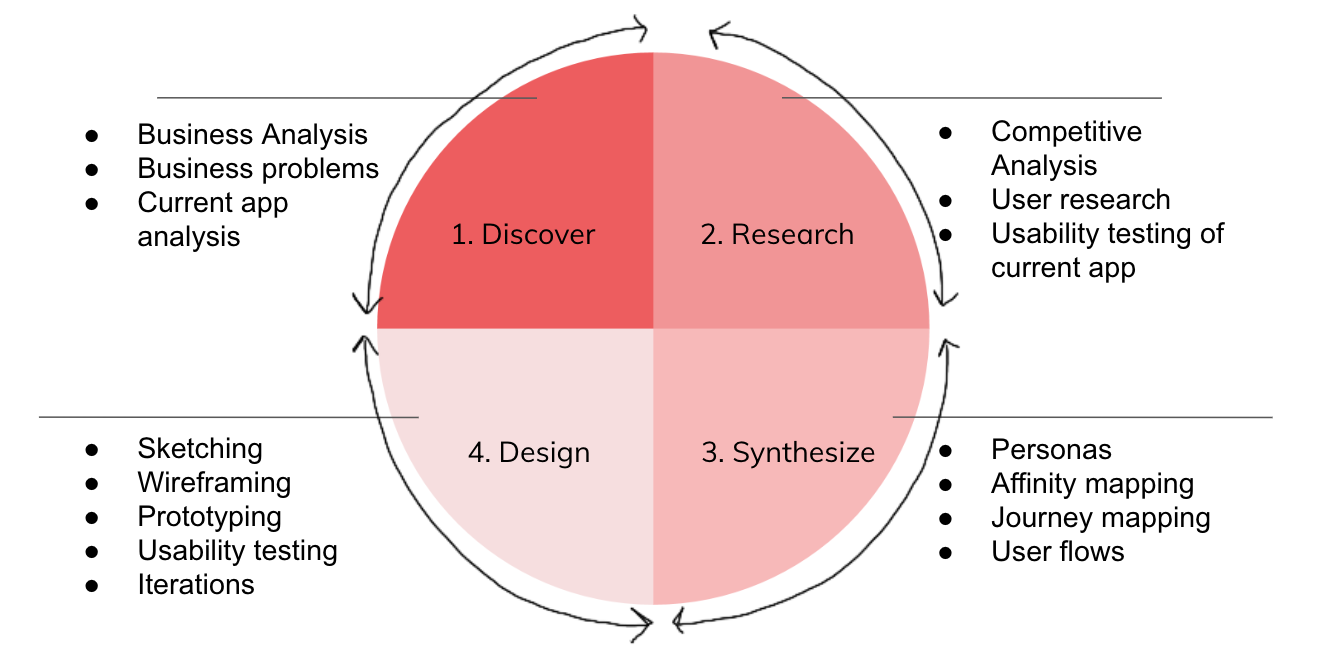 ● Business Analysis
● Business problems
● Current app
analysis
1. Discover
2. Research
● Competitive
Analysis
● User research
● Usability testing of
current app
● Sketching
● Wireframing
● Prototyping
● Usability testing
● Iterations
4. Design
3. Synthesize
● Personas
● Affinity mapping
● Journey mapping
● User flows